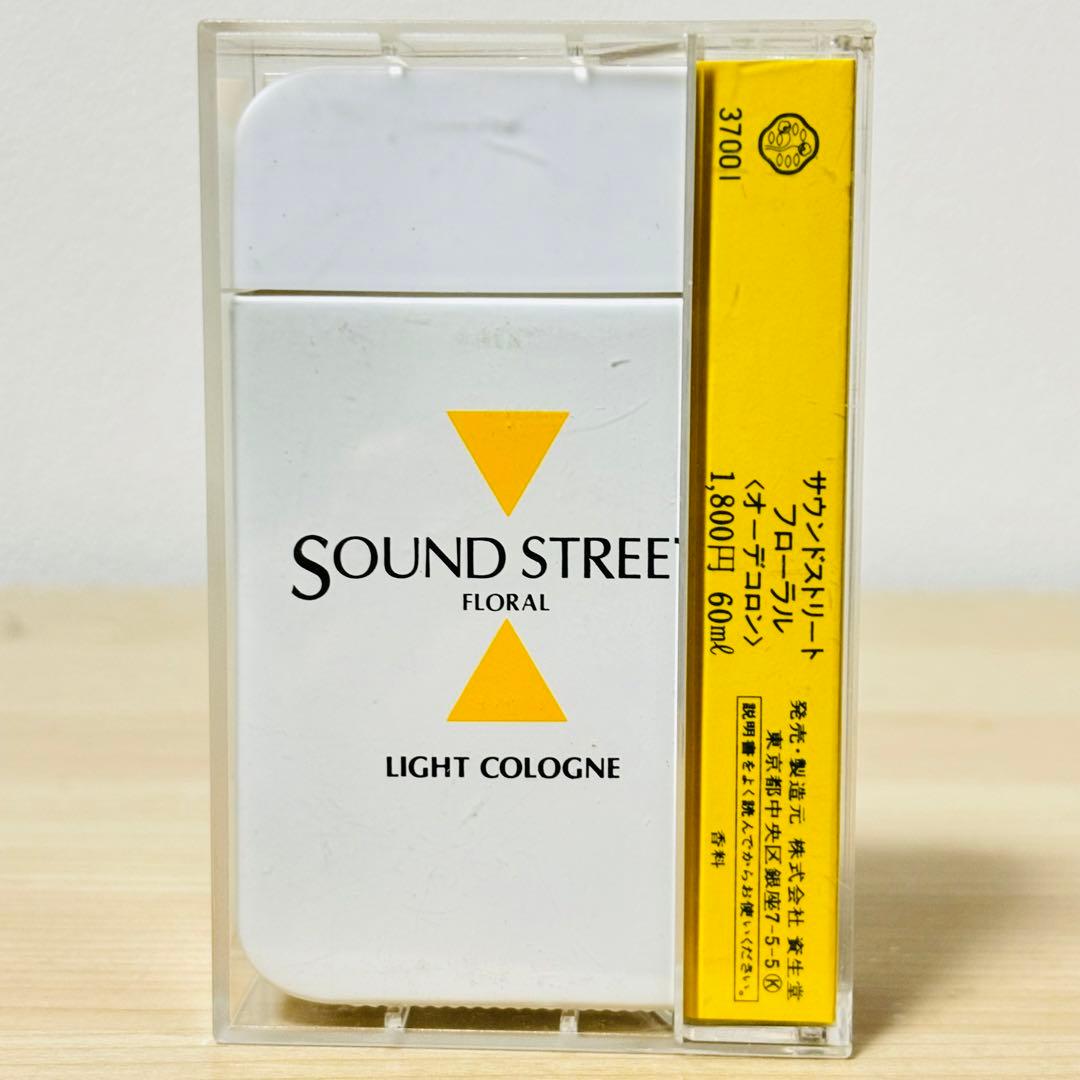 SOUND STREET
FLORAL
LIGHT COLOGNE
37001
サウンドストリート
フローラル
〈オーデコロン〉
1,800円 60mℓ
発売・製造元 株式会社 資生堂
東京都中央区銀座7-5-5Ⓚ
説明書をよく読んでからお使いください。
香料